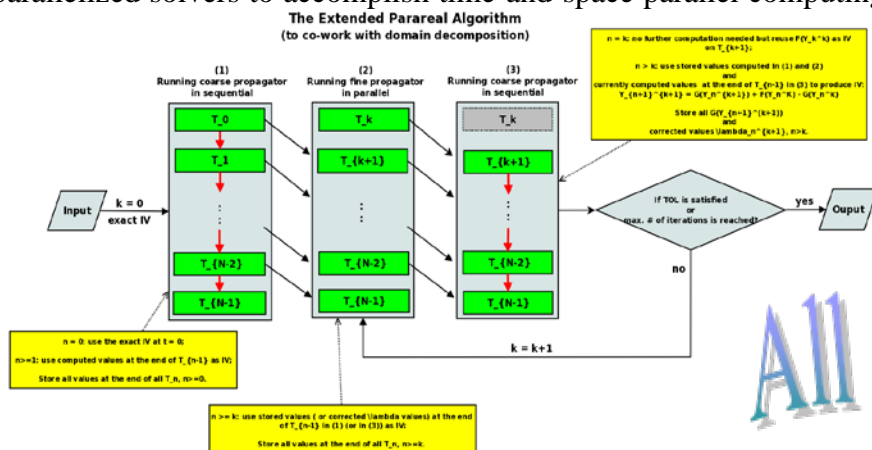 parallelized solvers to accomplish time and space parallel computing
The Extended Parareal Algorithm
(to co-work with domain decomposition)
n = k: no further computation needed but reuse F(Y_k^k) as IV
on T_{k+1};
n > k: use stored values computed in (1) and (2)
and
currently computed values at the end of T_{n-1} in (3) to produce IV:
Y_{n+1}^{k+1} = G(Y_n^{k+1}) + F(Y_n^K) - G(Y_n^k)
Store all G(Y_{n+1}^(k+1))
and
corrected values \lambda_n^{k+1}, n>k.
(1)
Running coarse propagator
in sequential
(2)
Running fine propagator
in parallel
(3)
Running coarse propagator
in sequential
T_0
T_k
T_k
T_1
T_{k+1}
T_{k+1}
Input
k = 0
exact IV
If TOL is satisfied
or
max. # of iterations is reached?
yes
Ouput
T_{N-2}
T_{N-2}
T_{N-2}
no
T_{N-1}
T_{N-1}
T_{N-1}
k = k+1
n = 0: use the exact IV at t = 0;
n>=1: use computed values at the end of T_{n-1} as IV;
Store all values at the end of all T_n, n>=0.
n >= k: use stored values ( or corrected \lambda values) at the end
of T_{n-1} in (1) (or in (3)) as IV;
Store all values at the end of all T_n, n>=k.
All